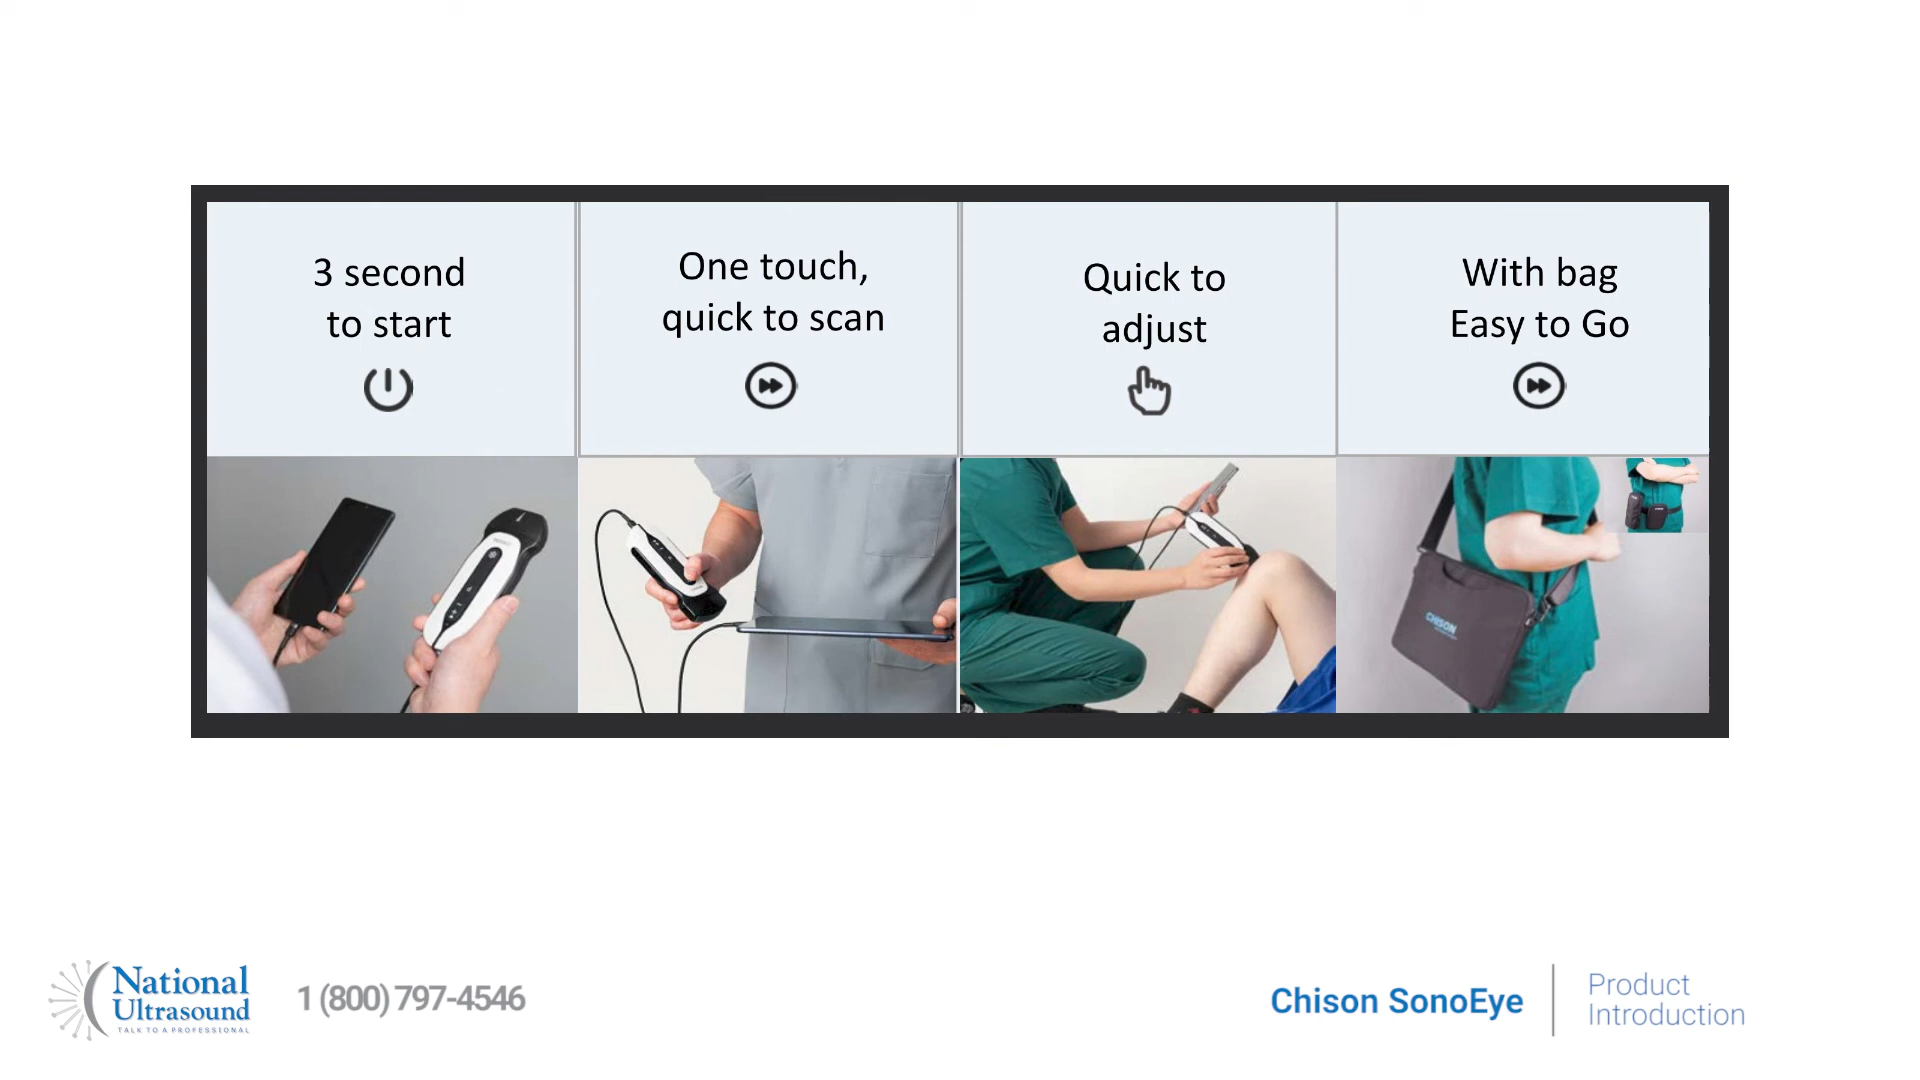 3 second
to start
One touch,
quick to scan
Quick to
adjust
With bag
Easy to Go
CHISON
National
Ultrasound
TALK TO A PROFESSIONAL
1 (800) 797-4546
Chison SonoEye
Product
Introduction